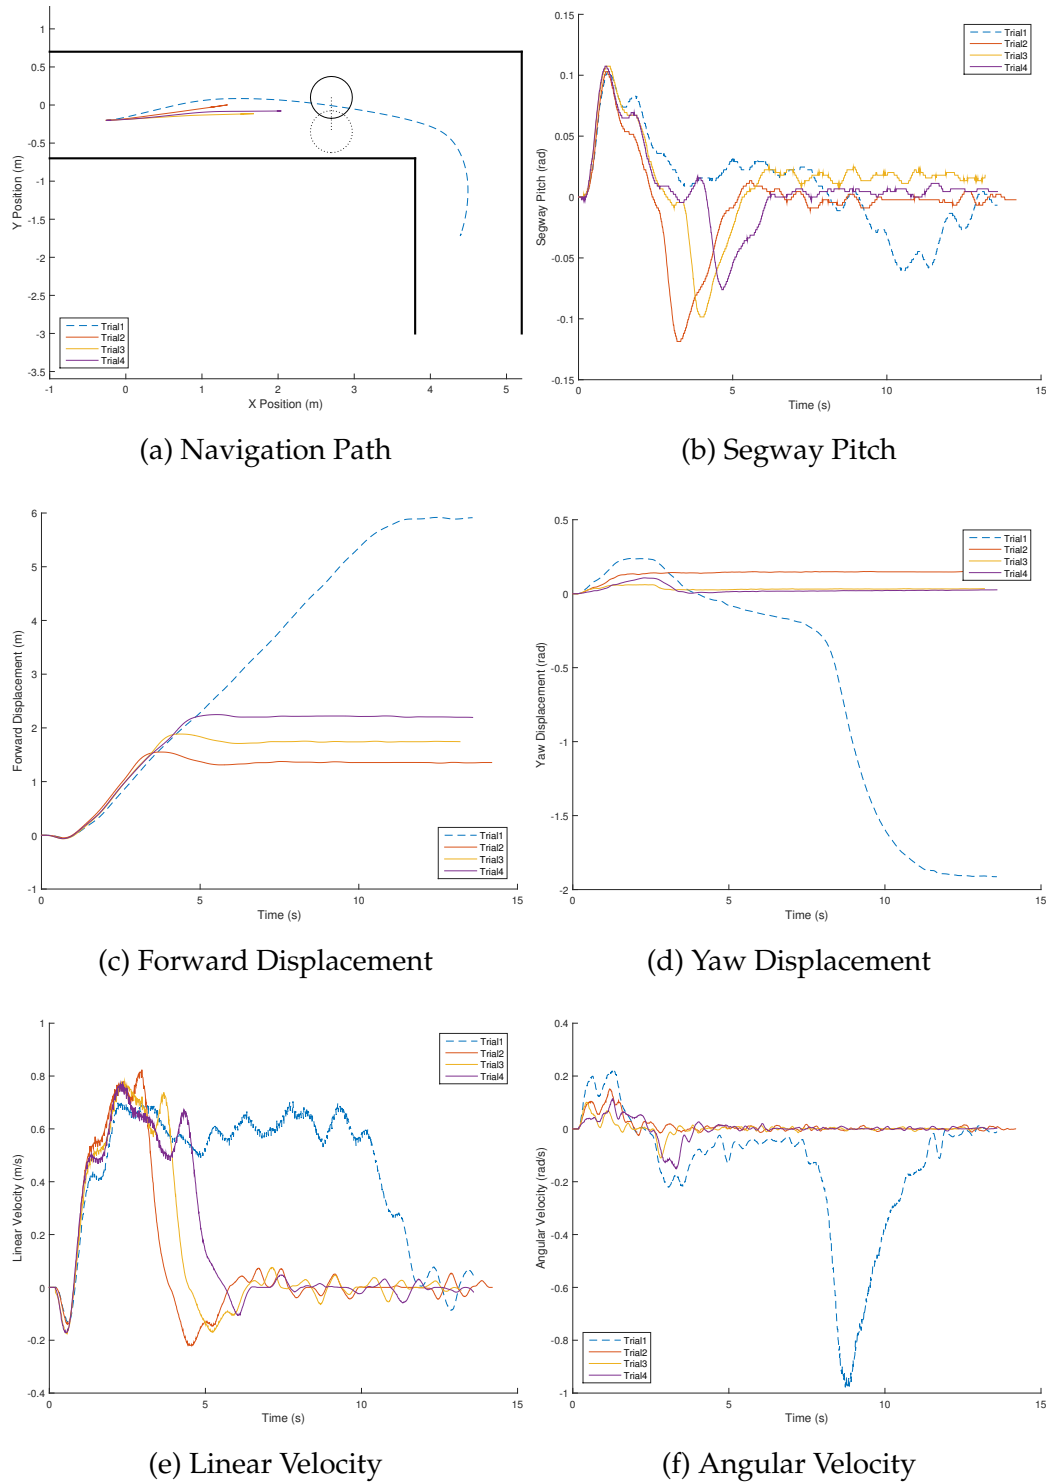 1
0.5
0
-0.5
-1
-1.5
-2
-2.5
-3
-3.5
Y Position (m)
Trial1
Trial2
Trial3
Trial4
-1 0 1 2 3 4 5
X Position (m)
(a) Navigation Path
0.15
0.1
0.05
0
-0.05
-0.1
-0.15
Segway Pitch (rad)
Trial1
Trial2
Trial3
Trial4
0 5 10 15
Time (s)
(b) Segway Pitch
6
5
4
3
2
1
0
-1
Forward Displacement (m)
Trial1
Trial2
Trial3
Trial4
0 5 10 15
Time (s)
(c) Forward Displacement
0.5
0
-0.5
-1
-1.5
-2
Yaw Displacement (rad)
Trial1
Trial2
Trial3
Trial4
0 5 10 15
Time (s)
(d) Yaw Displacement
1
0.8
0.6
0.4
0.2
0
-0.2
-0.4
Linear Velocity (m/s)
Trial1
Trial2
Trial3
Trial4
0 5 10 15
Time (s)
(e) Linear Velocity
0.4
0.2
0
-0.2
-0.4
-0.6
-0.8
-1
Angular Velocity (rad/s)
Trial1
Trial2
Trial3
Trial4
0 5 10 15
Time (s)
(f) Angular Velocity